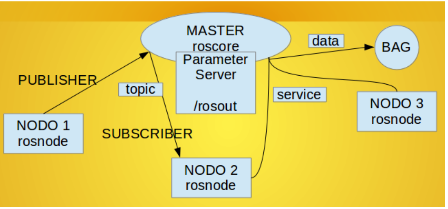 MASTER
roscore
Parameter
Server
/rosout
data
BAG
PUBLISHER
topic
service
NODO 1
rosnode
SUBSCRIBER
NODO 3
rosnode
NODO 2
rosnode